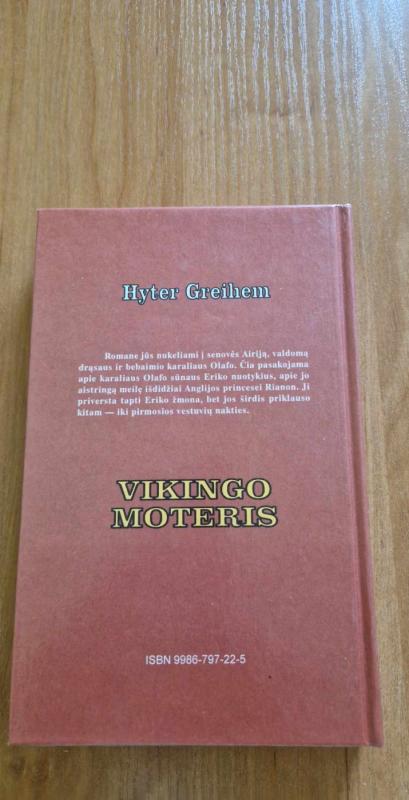 Hyter Greihem
Romane jūs nukeliami į senovės Airiją, valdomą
drąsaus ir bebaimio karaliaus Olafo. Čia pasakojama
apie karaliaus Olafo sūnaus Eriko nuotykius, apie jo
aistringą meilę išdidžiai Anglijos princesei Rianon. Ji
priversta tapti Eriko žmona, bet jos širdis priklauso
kitam — iki pirmosios vestuvių nakties.
VIKINGO
MOTERIS
ISBN 9986-797-22-5